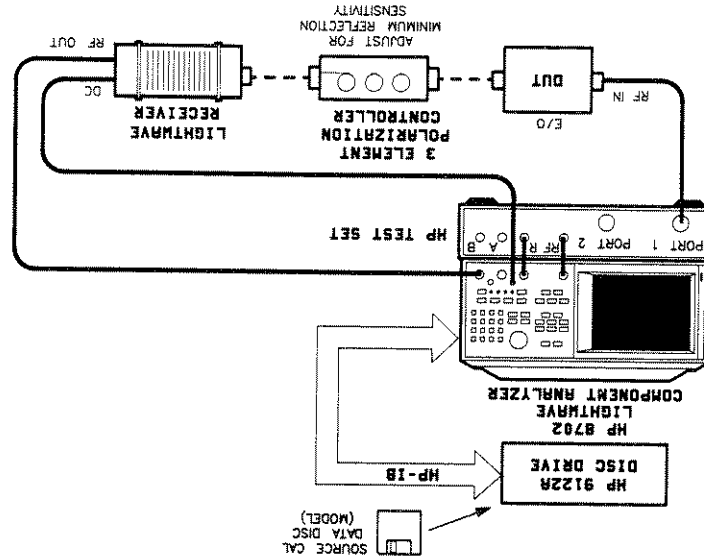 SOURCE CAL
DATA DISC
(MODEL)
HP 9122A
DISC DRIVE
HP-IB
HP 8702
LIGHTWAVE
COMPONENT ANALYZER
PORT 1
PORT 2
RF R A B
HP TEST SET
RF IN
E/O
DUT
3 ELEMENT
POLARIZATION
CONTROLLER
ADJUST FOR
MINIMUM REFLECTION
SENSITIVITY
LIGHTWAVE
RECEIVER
DC
RF OUT